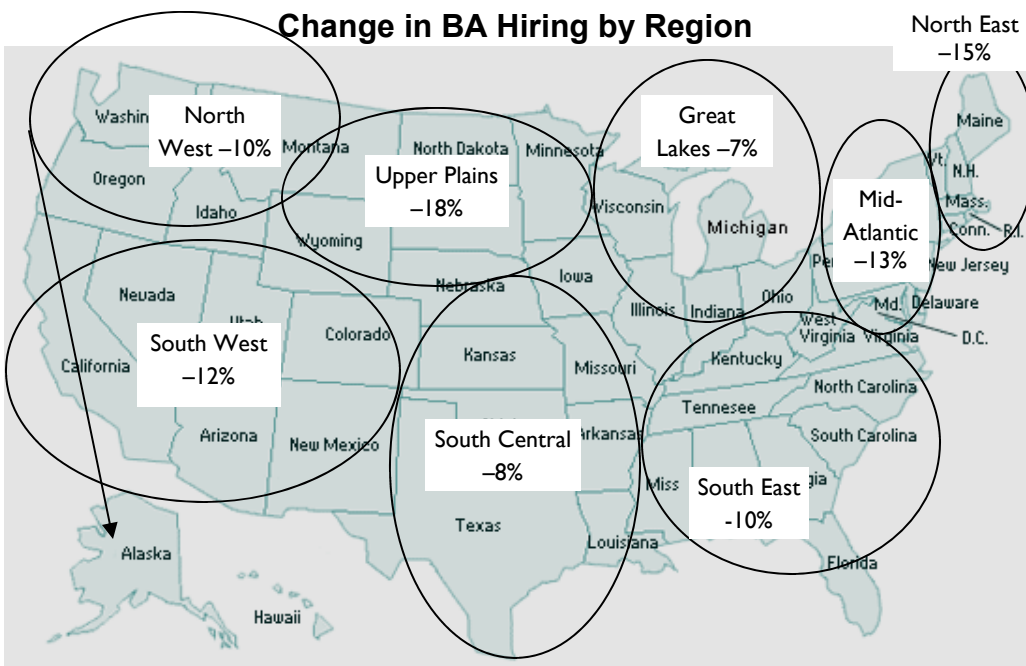 Change in BA Hiring by Region
North East
–15%
Washin
North
West –10%
Montana
North Dakota
Minnesota
Great
Lakes –7%
Maine
Oregon
Idaho
Upper Plains
–18%
Wisconsin
Michigan
Vt.
N.H.
Mass.
Conn.
R.I.
Mid-
Atlantic
–13%
Wyoming
Nebraska
Iowa
Illinois
Indiana
Ohio
New Jersey
Md.
Delaware
D.C.
Nevada
Colorado
Kansas
Missouri
Kentucky
West
Virginia
Virginia
California
South West
–12%
Arizona
New Mexico
Tennessee
North Carolina
South Carolina
South Central
–8%
Arkansas
Texas
Louisiana
Miss
South East
-10%
gia
Florida
Alaska
Hawaii